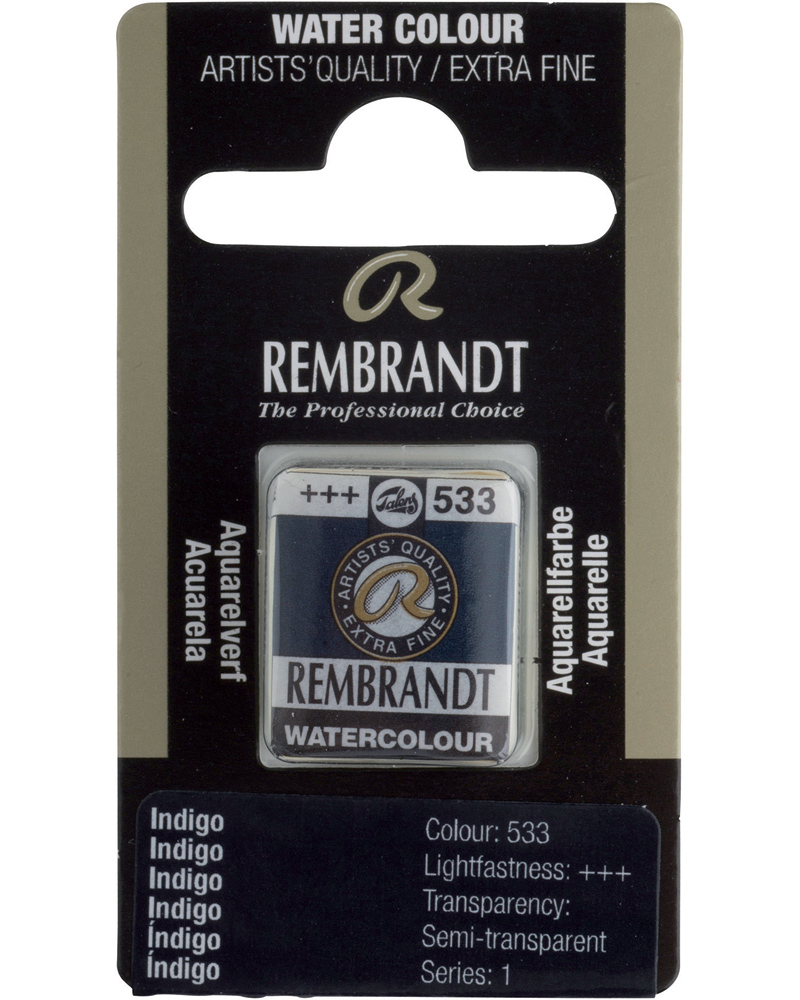 WATER COLOUR
ARTISTS' QUALITY / EXTRA FINE
R
REMBRANDT
The Professional Choice
+++ Talens 533
ARTISTS' QUALITY
R
EXTRA FINE
REMBRANDT
WATERCOLOUR
Aquarelverf
Acuarela
Aquarellfarbe
Aquarelle
Indigo
Indigo
Indigo
Indigo
Índigo
Índigo
Colour: 533
Lightfastness: +++
Transparency:
Semi-transparent
Series: 1